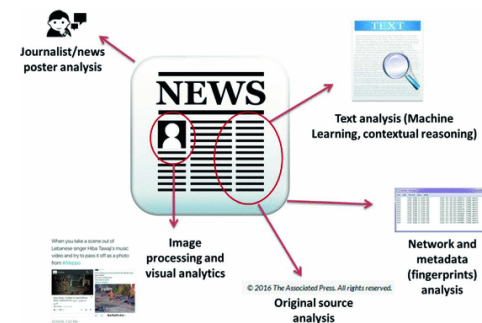 Journalist/news
poster analysis
NEWS
TEXT
Text analysis (Machine
Learning, contextual reasoning)
When you take a scene out of
Lebanese singer Hiba Tawaji's music
video and try to pass it off as a photo
from #Aleppo
Image
processing and
visual analytics
Network and
metadata
(fingerprints)
analysis
© 2016 The Associated Press. All rights reserved.
Original source
analysis